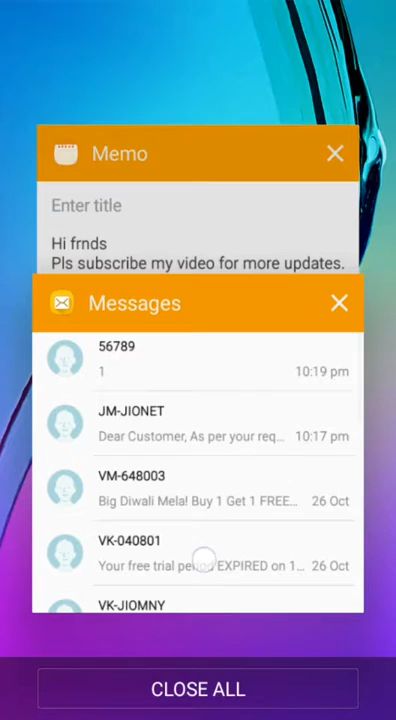 Memo
Enter title
Hi frnds
Pls subscribe my video for more updates.
Messages
56789
1 10:19 pm
JM-JIONET
Dear Customer, As per your req... 10:17 pm
VM-648003
Big Diwali Mela! Buy 1 Get 1 FREE... 26 Oct
VK-040801
Your free trial period EXPIRED on 1... 26 Oct
VK-JIOMNY
CLOSE ALL